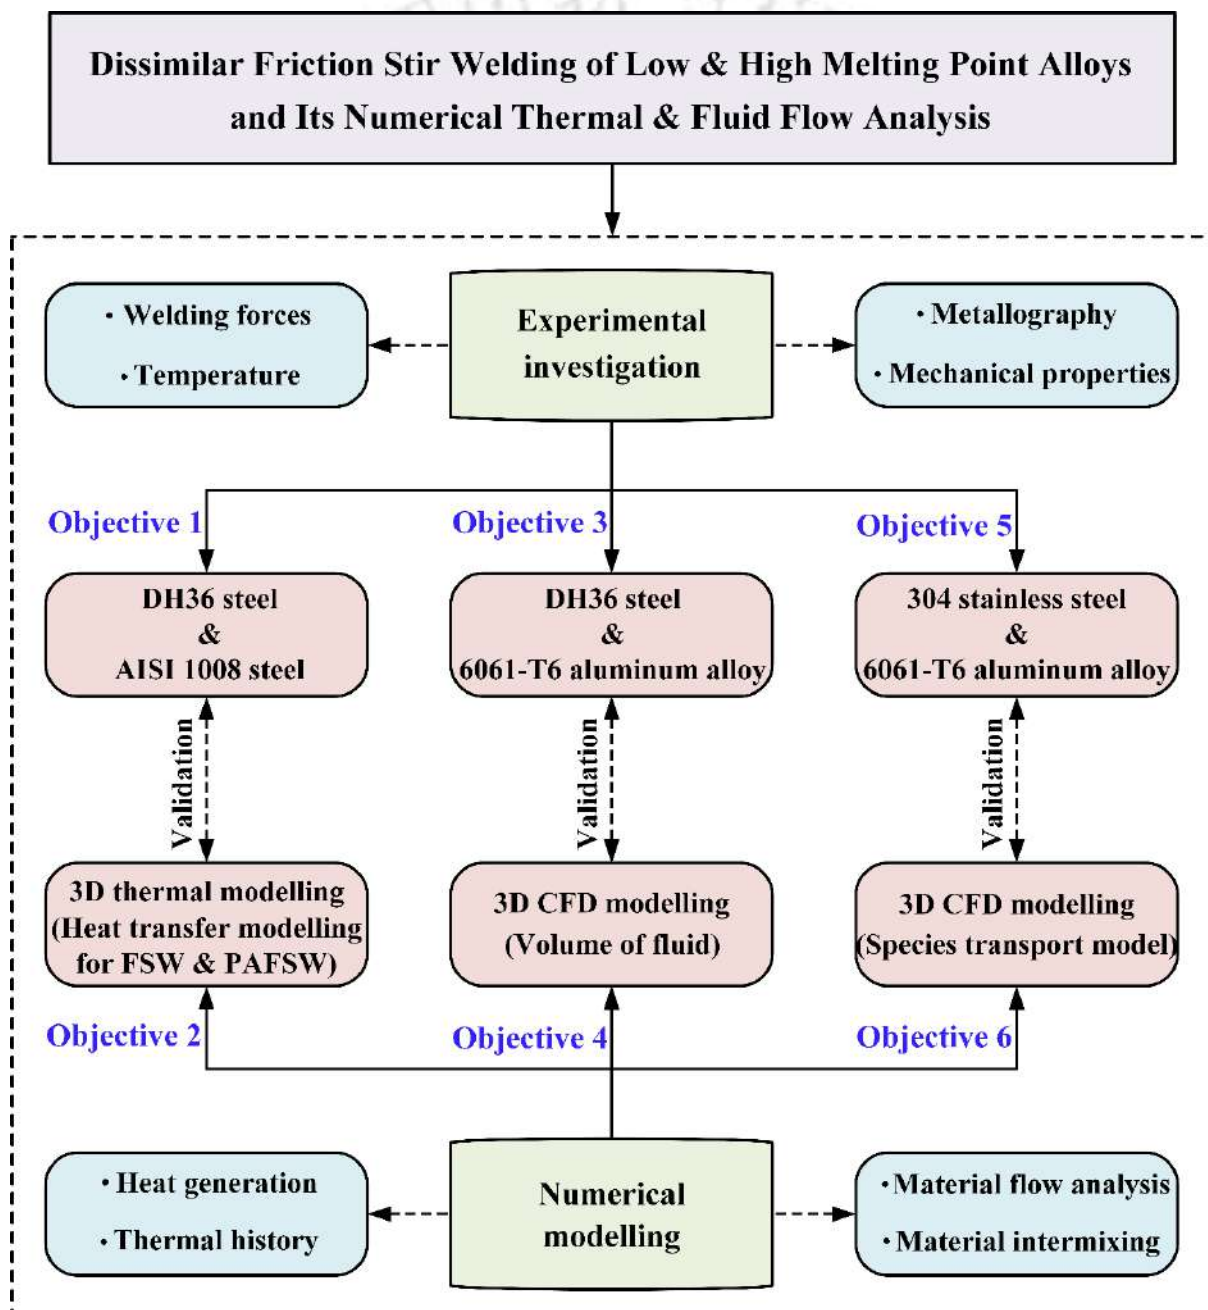 Dissimilar Friction Stir Welding of Low & High Melting Point Alloys
and Its Numerical Thermal & Fluid Flow Analysis
• Welding forces
• Temperature
Experimental
investigation
• Metallography
• Mechanical properties
Objective 1
Objective 3
Objective 5
DH36 steel
&
AISI 1008 steel
DH36 steel
&
6061-T6 aluminum alloy
304 stainless steel
&
6061-T6 aluminum alloy
Validation
Validation
Validation
3D thermal modelling
(Heat transfer modelling
for FSW & PAFSW)
3D CFD modelling
(Volume of fluid)
3D CFD modelling
(Species transport model)
Objective 2
Objective 4
Objective 6
• Heat generation
• Thermal history
Numerical
modelling
• Material flow analysis
• Material intermixing